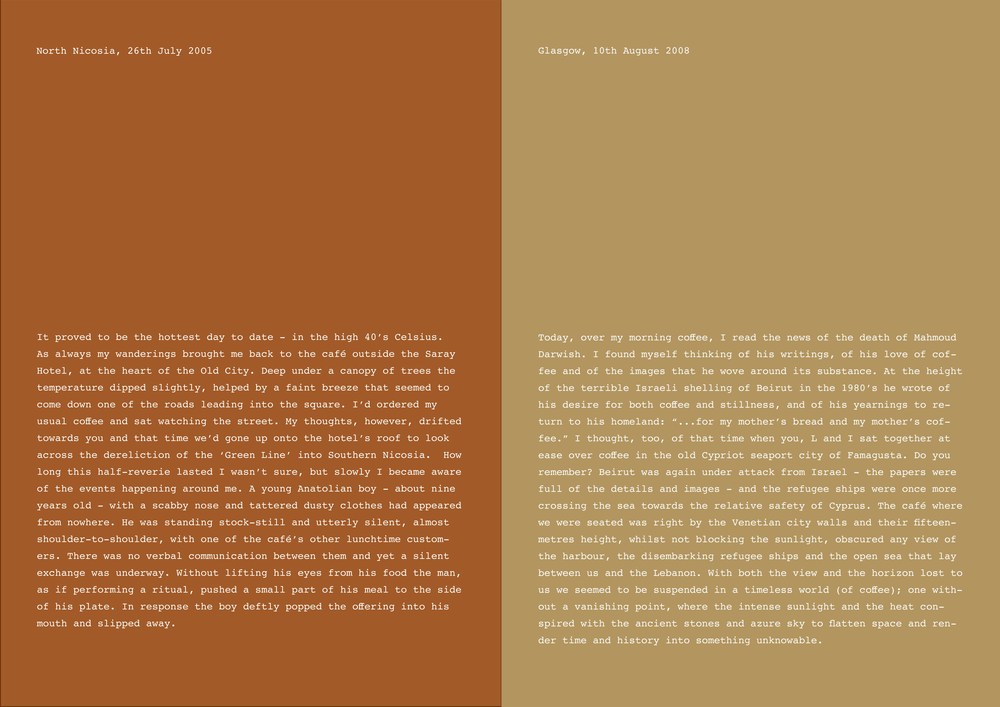 North Nicosia, 26th July 2005
It proved to be the hottest day to date – in the high 40’s Celsius.
As always my wanderings brought me back to the café outside the Saray
Hotel, at the heart of the Old City. Deep under a canopy of trees the
temperature dipped slightly, helped by a faint breeze that seemed to
come down one of the roads leading into the square. I’d ordered my
usual coffee and sat watching the street. My thoughts, however, drifted
towards you and that time we’d gone up onto the hotel’s roof to look
across the dereliction of the ‘Green Line’ into Southern Nicosia.  How
long this half-reverie lasted I wasn’t sure, but slowly I became aware
of the events happening around me. A young Anatolian boy – about nine
years old – with a scabby nose and tattered dusty clothes had appeared
from nowhere. He was standing stock-still and utterly silent, almost
shoulder-to-shoulder, with one of the café’s other lunchtime custom-
ers. There was no verbal communication between them and yet a silent
exchange was underway. Without lifting his eyes from his food the man,
as if performing a ritual, pushed a small part of his meal to the side
of his plate. In response the boy deftly popped the offering into his
mouth and slipped away.
Glasgow, 10th August 2008
Today, over my morning coffee, I read the news of the death of Mahmoud
Darwish. I found myself thinking of his writings, of his love of cof-
fee and of the images that he wove around its substance. At the height
of the terrible Israeli shelling of Beirut in the 1980’s he wrote of
his desire for both coffee and stillness, and of his yearnings to re-
turn to his homeland: “...for my mother’s bread and my mother’s cof-
fee.” I thought, too, of that time when you, L and I sat together at
ease over coffee in the old Cypriot seaport city of Famagusta. Do you
remember? Beirut was again under attack from Israel – the papers were
full of the details and images – and the refugee ships were once more
crossing the sea towards the relative safety of Cyprus. The café where
we were seated was right by the Venetian city walls and their fifteen-
metres height, whilst not blocking the sunlight, obscured any view of
the harbour, the disembarking refugee ships and the open sea that lay
between us and the Lebanon. With both the view and the horizon lost to
us we seemed to be suspended in a timeless world (of coffee); one with-
out a vanishing point, where the intense sunlight and the heat con-
spired with the ancient stones and azure sky to flatten space and ren-
der time and history into something unknowable.